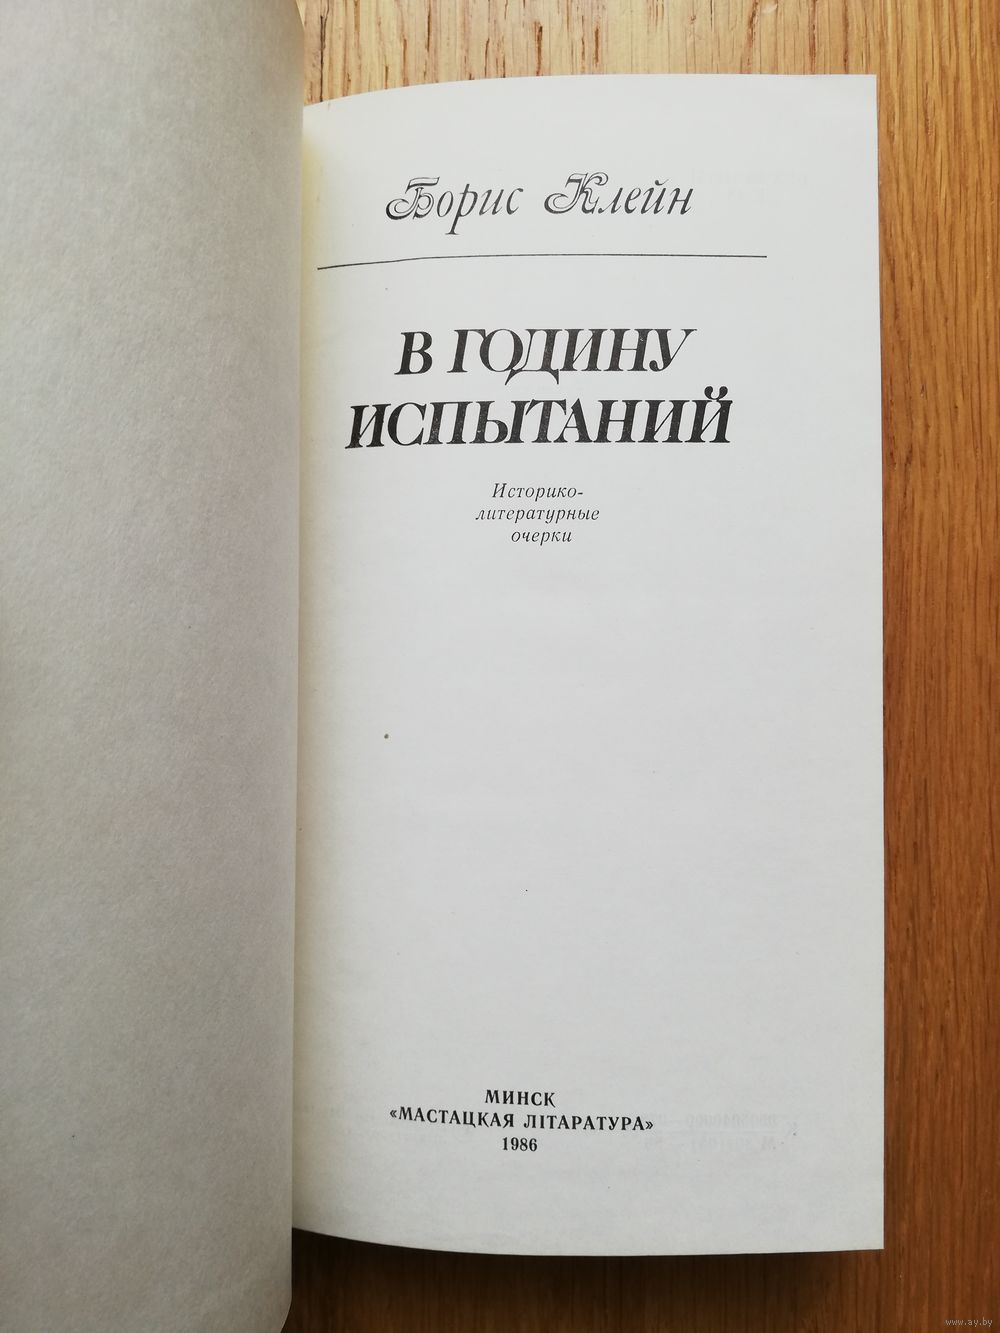 Борис Клейн
В ГОДИНУ
ИСПЫТАНИЙ
Историко-
литературные
очерки
МИНСК
«МАСТАЦКАЯ ЛІТАРАТУРА»
1986
www.ay.by